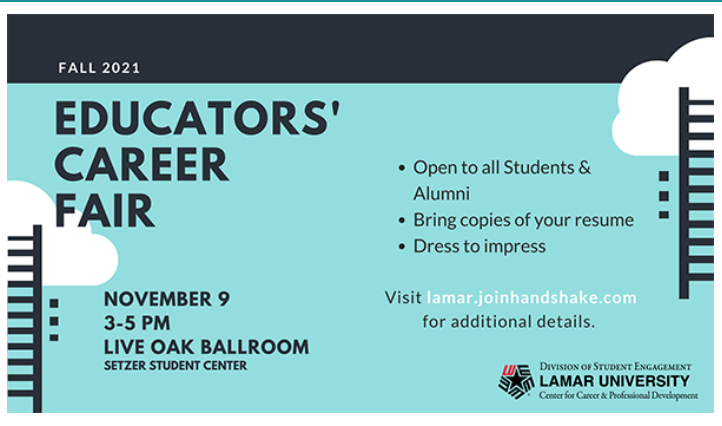 FALL 2021
EDUCATORS'
CAREER
FAIR
NOVEMBER 9
3-5 PM
LIVE OAK BALLROOM
SETZER STUDENT CENTER
• Open to all Students &
Alumni
• Bring copies of your resume
• Dress to impress
Visit lamar.joinhandshake.com
for additional details.
DIVISION OF STUDENT ENGAGEMENT
LAMAR UNIVERSITY
Center for Career & Professional Development